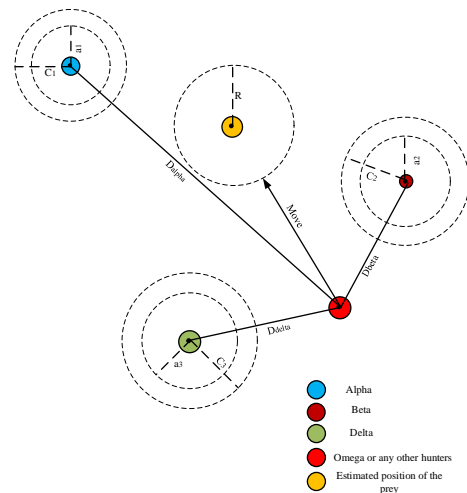 a1
C1
R
Dalpha
a2
C2
Move
Dbeta
Ddelta
a3
C3
Alpha
Beta
Delta
Omega or any other hunters
Estimated position of the
prey